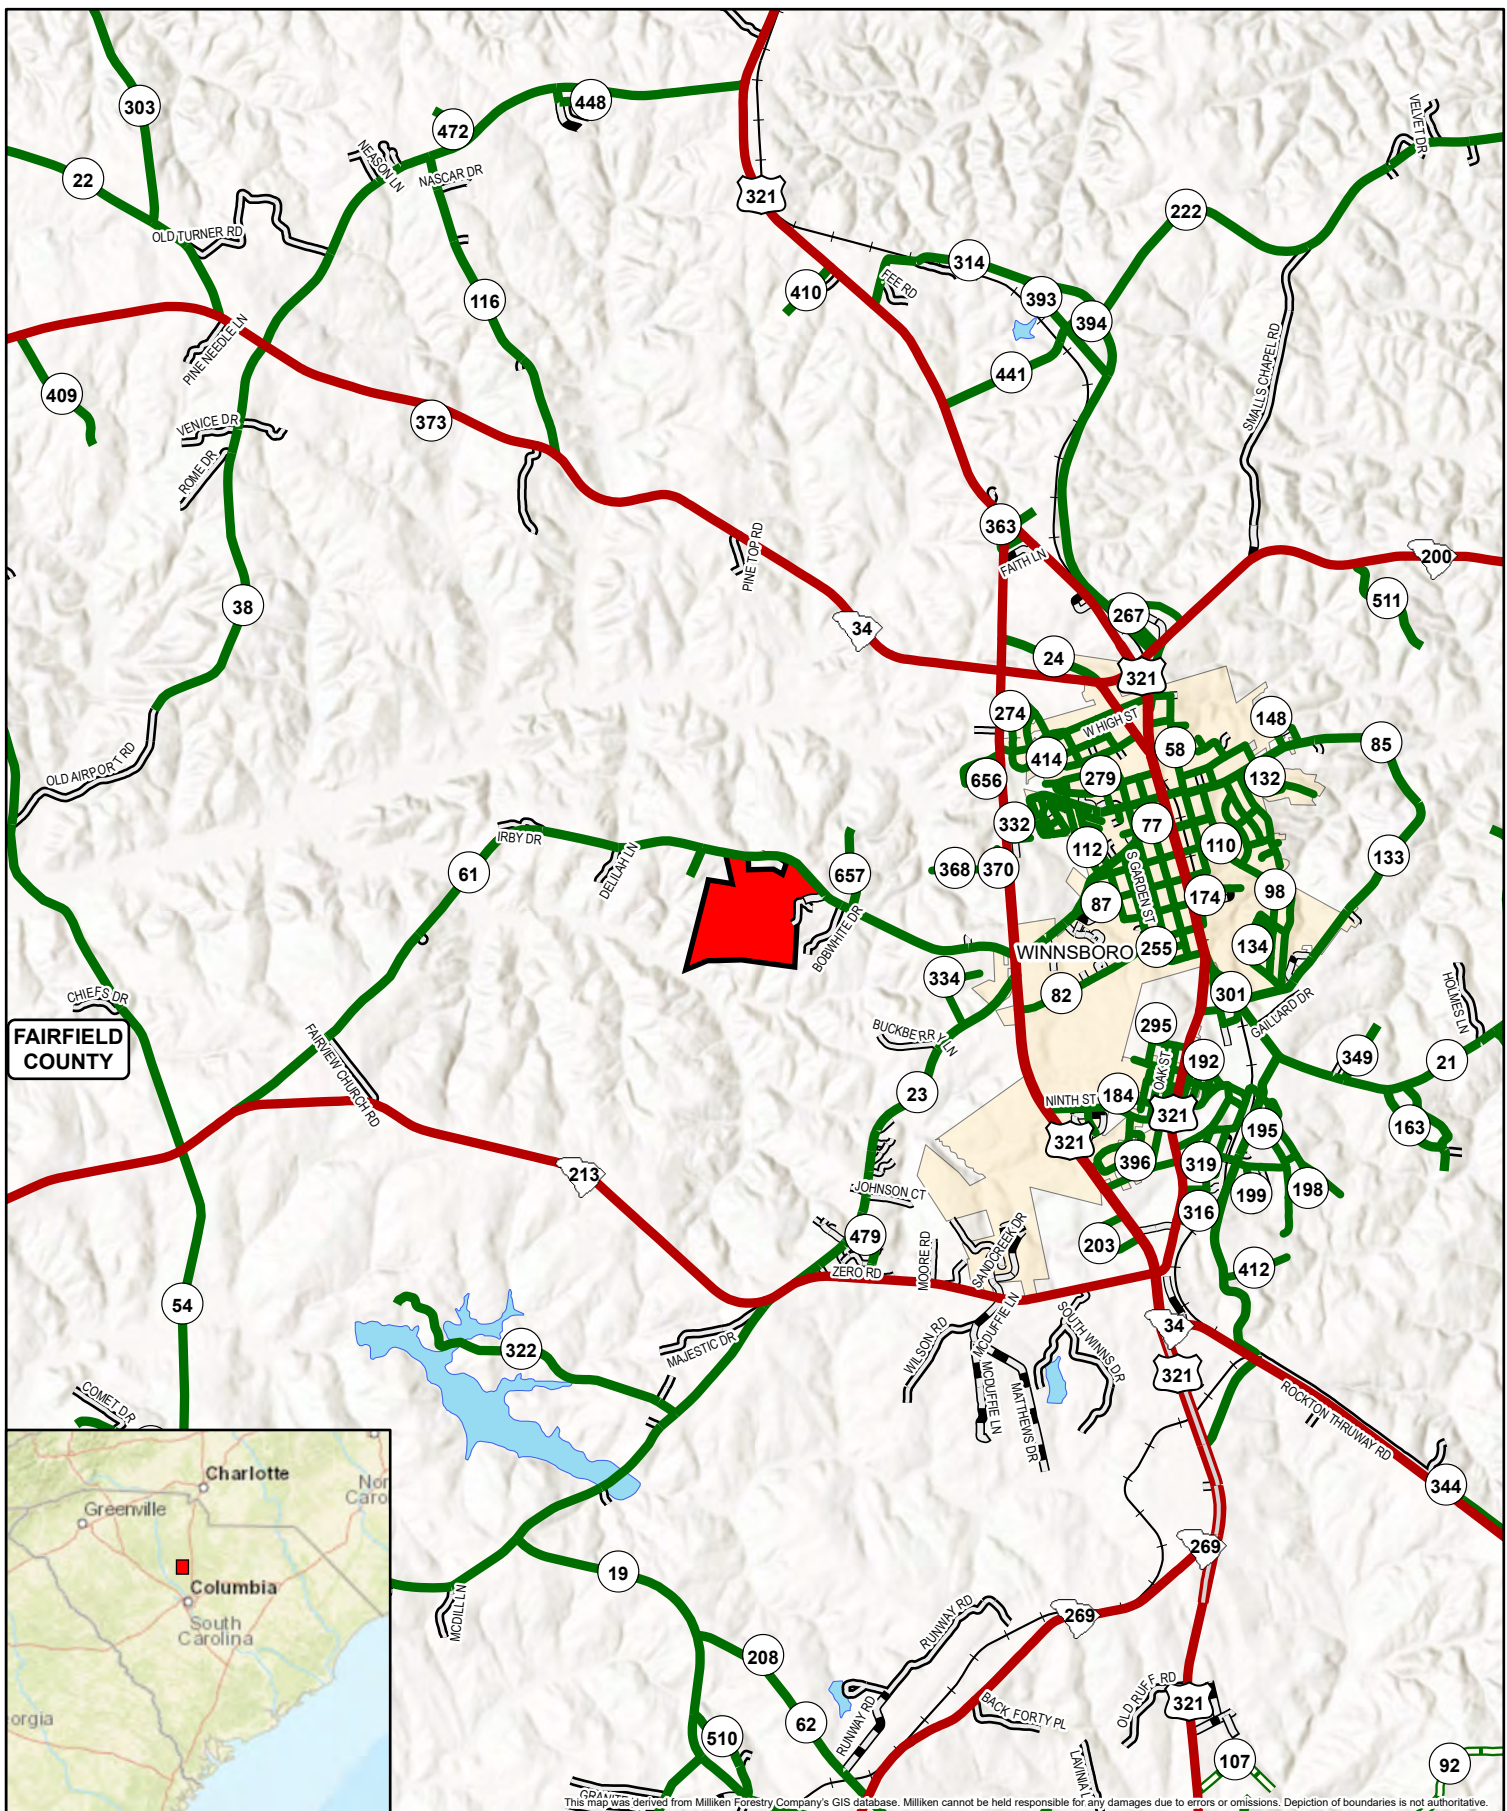 303
448
472
22
NEASON LN
NASCAR DR
VELVET DR
321
222
OLD TURNER RD
314
410
FEE RD
393
116
394
PINE NEEDLE LN
441
SMALLS CHAPEL RD
409
VENICE DR
373
ROME DR
363
FAITH LN
200
PINE TOP RD
511
38
267
34
24
321
274
W HIGH ST
148
414
58
85
OLD AIRPORT RD
656
279
132
332
77
IRBY DR
112
110
133
61
DELILAH LN
657
368
370
S GARDEN ST
98
87
174
BOBWHITE DR
WINNSBORO
255
134
334
82
301
CHIEFS DR
GAILLARD DR
HOLMES LN
FAIRFIELD
COUNTY
295
BUCKBERRY LN
FAIRVIEW CHURCH RD
OAK ST
192
349
21
23
NINTH ST
184
321
321
195
163
396
319
213
199
198
JOHNSON CT
316
479
SANDCREEK DR
203
MOORE RD
ZERO RD
412
54
MCDUFFIE LN
SOUTH WINNS DR
34
WILSON RD
322
MAJESTIC DR
321
MCDUFFIE LN
MATTHEWS DR
COMET DR
ROCKTON THRUWAY RD
344
Charlotte
Nor
Caro
Greenville
269
Columbia
19
South
Carolina
MCDILL LN
RUNWAY RD
269
208
OLD RUFF RD
321
orgia
62
BACK FORTY PL
RUNWAY RD
510
107
92
LAVINIA
This map was derived from Milliken Forestry Company's GIS database. Milliken cannot be held responsible for any damages due to errors or omissions. Depiction of boundaries is not authoritative.